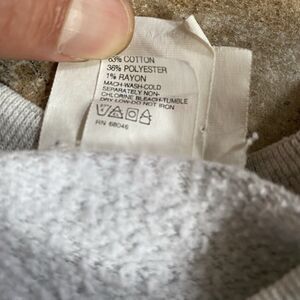 63% COTTON
36% POLYESTER
1% RAYON
MACH-WASH-COLD
SEPARATELY NON-
CHLORINE BLEACH-TUMBLE
DRY LOW-DO NOT IRON
RN 68046